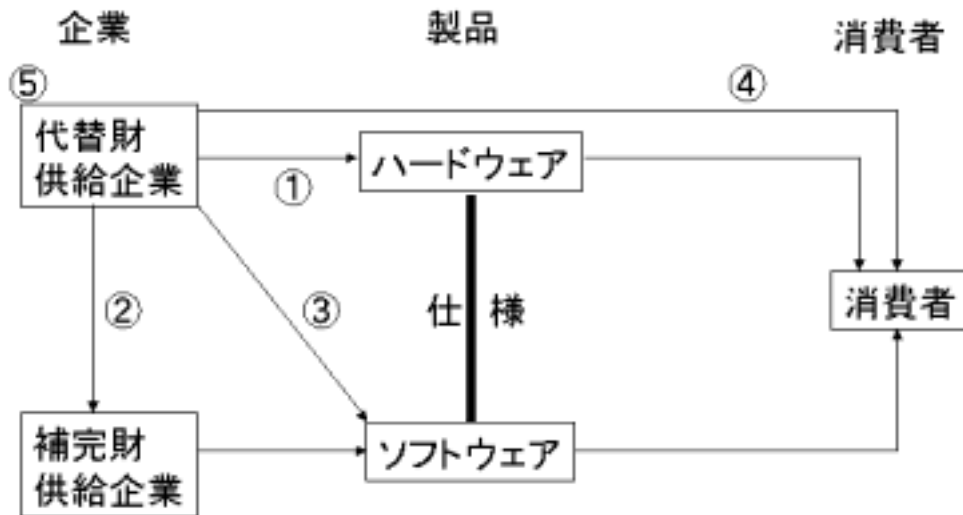 企業
製品
消費者
⑤
④
代替財
供給企業
①
ハードウェア
②
③
仕様
消費者
補完財
供給企業
ソフトウェア